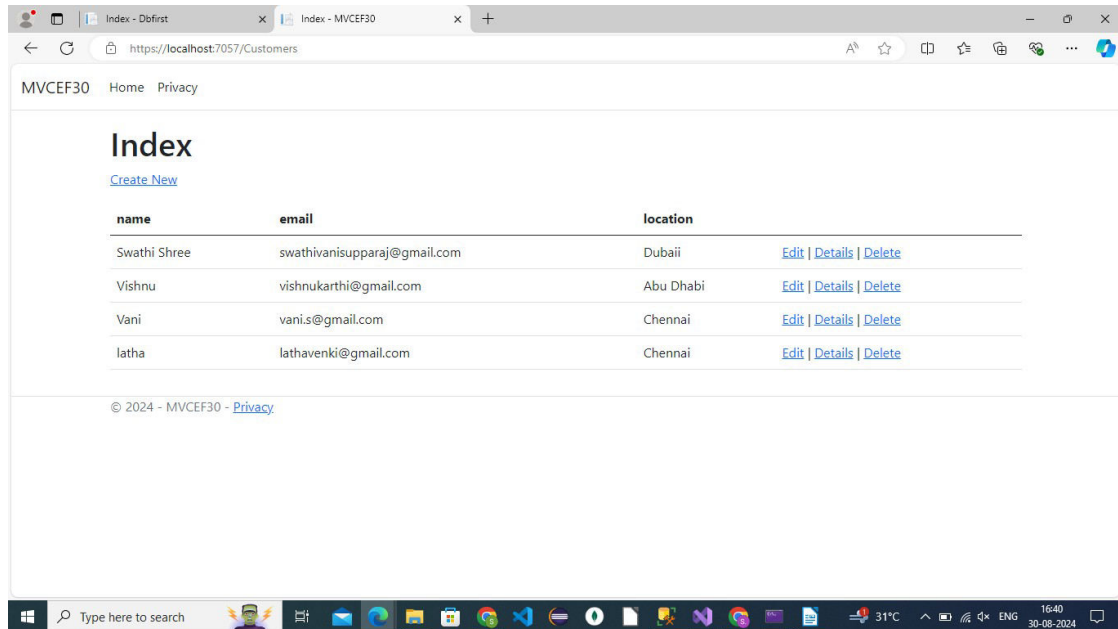 Index - Dbfirst
Index - MVCEF30
https://localhost:7057/Customers
MVCEF30 Home Privacy
Index
Create New
name email location
Swathi Shree swathivanisupparaj@gmail.com Dubaii Edit | Details | Delete
Vishnu vishnukarthi@gmail.com Abu Dhabi Edit | Details | Delete
Vani vani.s@gmail.com Chennai Edit | Details | Delete
latha lathavenki@gmail.com Chennai Edit | Details | Delete
© 2024 - MVCEF30 - Privacy
Type here to search 31°C ENG 16:40
30-08-2024